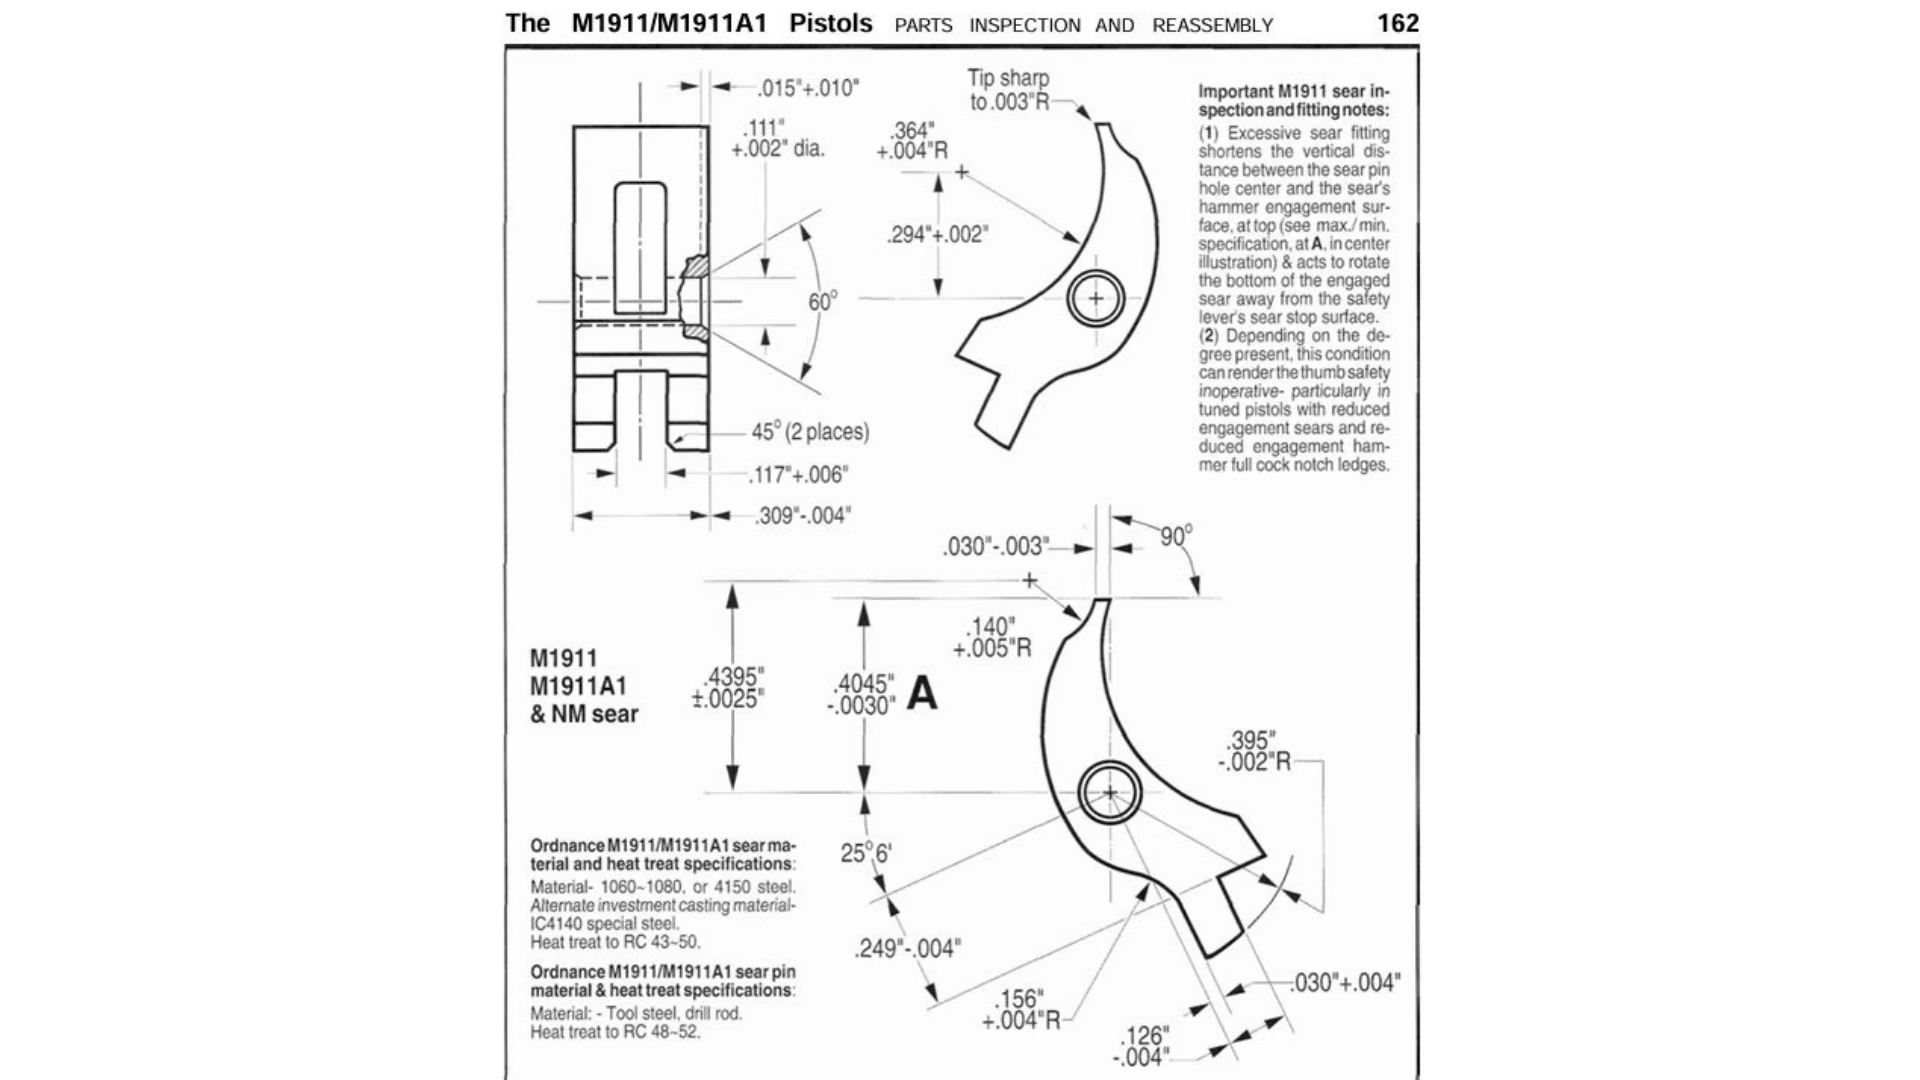 The M1911/M1911A1 Pistols PARTS INSPECTION AND REASSEMBLY 162
.015"+.010"
.111"
+.002" dia.
60°
45° (2 places)
.117"+.006"
.309"-.004"
Tip sharp
to .003"R
.364"
+.004"R
.294"+.002"
Important M1911 sear in-
spection and fitting notes:
(1) Excessive sear fitting
shortens the vertical dis-
tance between the sear pin
hole center and the sear's
hammer engagement sur-
face, at top (see max./min.
specification, at A, in center
illustration) & acts to rotate
the bottom of the engaged
sear away from the safety
lever's sear stop surface.
(2) Depending on the de-
gree present, this condition
can render the thumb safety
inoperative- particularly in
tuned pistols with reduced
engagement sears and re-
duced engagement ham-
mer full cock notch ledges.
.030"-.003"
90°
.140"
+.005"R
M1911
M1911A1
& NM sear
.4395"
±.0025"
.4045"
-.0030"
A
.395"
-.002"R
25°6'
.249"-.004"
.156"
+.004"R
.030"+.004"
.126"
-.004"
Ordnance M1911/M1911A1 sear ma-
terial and heat treat specifications:
Material- 1060~1080, or 4150 steel.
Alternate investment casting material-
IC4140 special steel.
Heat treat to RC 43~50.
Ordnance M1911/M1911A1 sear pin
material & heat treat specifications:
Material: - Tool steel, drill rod.
Heat treat to RC 48~52.